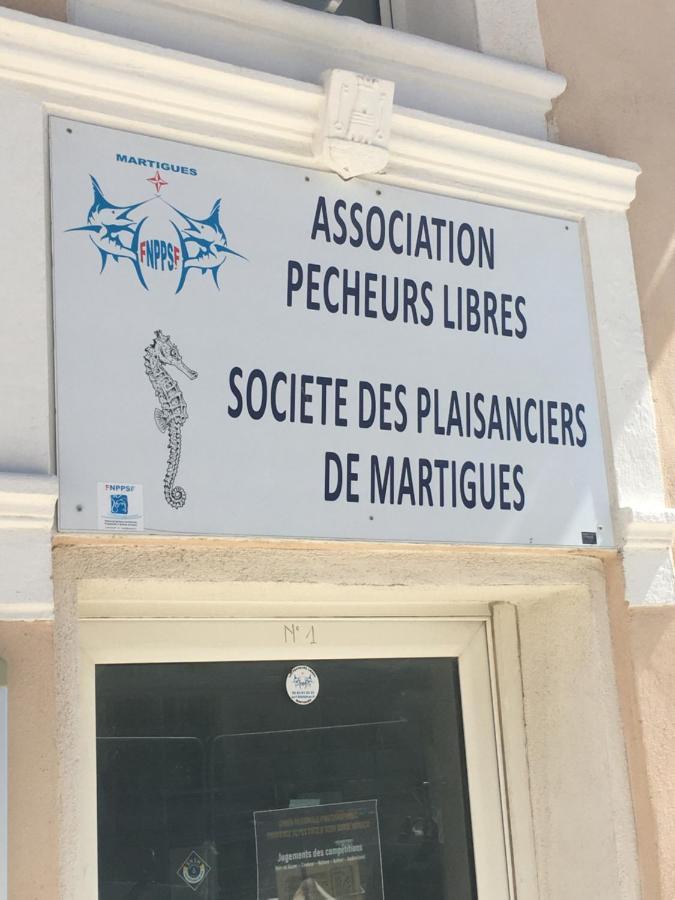 MARTIGUES
FNPPSF
ASSOCIATION
PECHEURS LIBRES
SOCIETE DES PLAISANCIERS
DE MARTIGUES
FNPPSF
N° 1
Jugements des compétitions